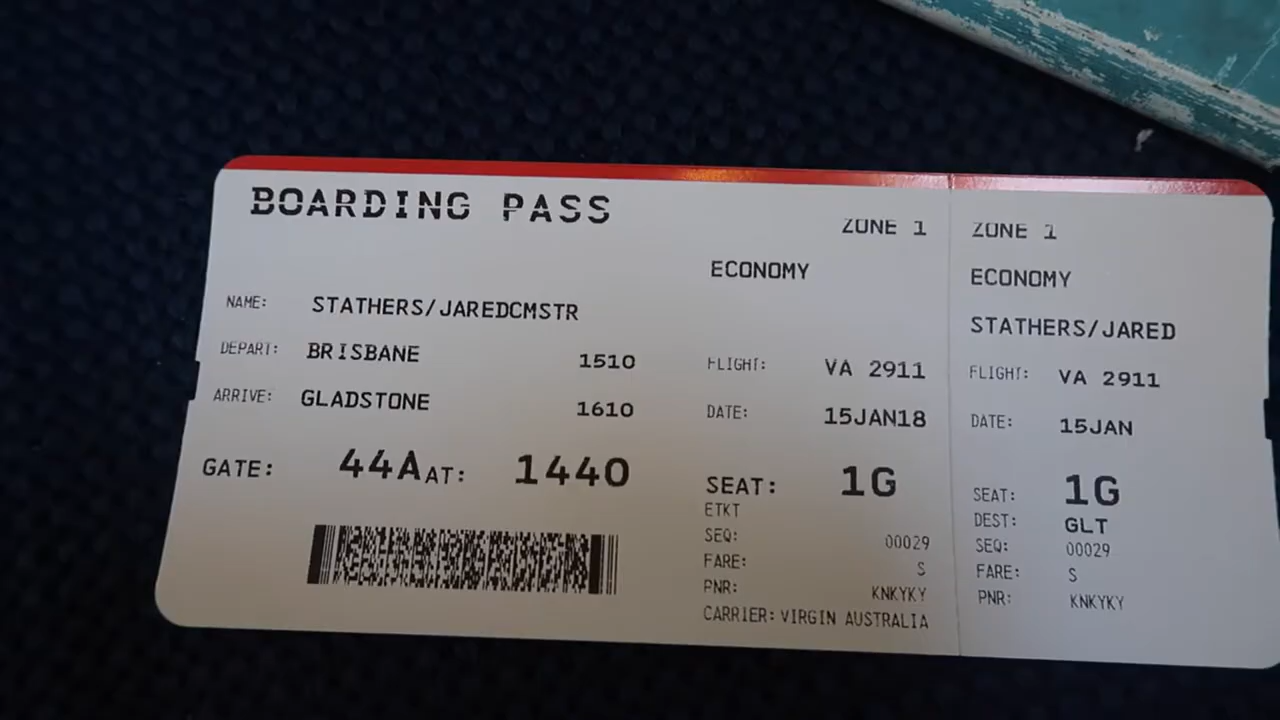 BOARDING PASS
ZONE 1
ECONOMY
NAME: STATHERS/JAREDCMSTR
DEPART: BRISBANE 1510 FLIGHT: VA 2911
ARRIVE: GLADSTONE 1610 DATE: 15JAN18
GATE: 44A AT: 1440 SEAT: 1G
ETKT
SEQ: 00029
FARE: S
PNR: KNKYKY
CARRIER: VIRGIN AUSTRALIA
ZONE 1
ECONOMY
STATHERS/JARED
FLIGHT: VA 2911
DATE: 15JAN
SEAT: 1G
DEST: GLT
SEQ: 00029
FARE: S
PNR: KNKYKY